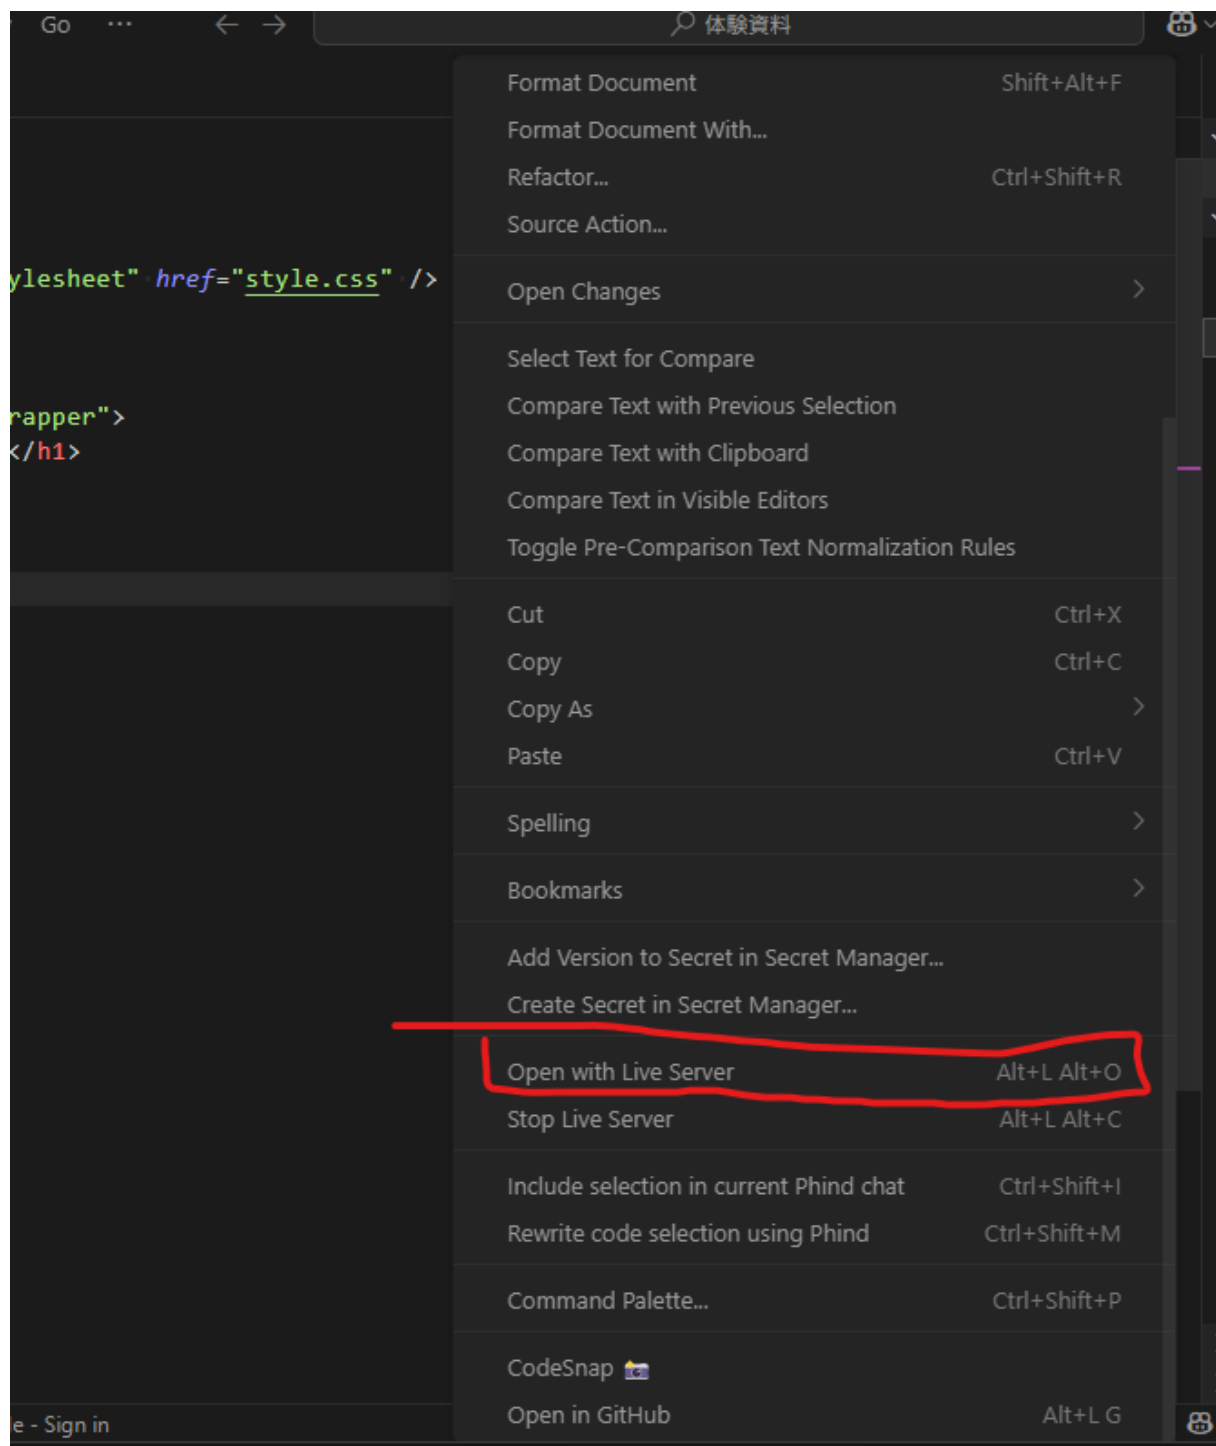 Go ···
体験資料
Format Document Shift+Alt+F
Format Document With...
Refactor... Ctrl+Shift+R
Source Action...
ylesheet" href="style.css" />
Open Changes
Select Text for Compare
Compare Text with Previous Selection
rapper">
Compare Text with Clipboard
</h1>
Compare Text in Visible Editors
Toggle Pre-Comparison Text Normalization Rules
Cut Ctrl+X
Copy Ctrl+C
Copy As
Paste Ctrl+V
Spelling
Bookmarks
Add Version to Secret in Secret Manager...
Create Secret in Secret Manager...
Open with Live Server Alt+L Alt+O
Stop Live Server Alt+L Alt+C
Include selection in current Phind chat Ctrl+Shift+I
Rewrite code selection using Phind Ctrl+Shift+M
Command Palette... Ctrl+Shift+P
CodeSnap 📸
Open in GitHub Alt+L G
le - Sign in